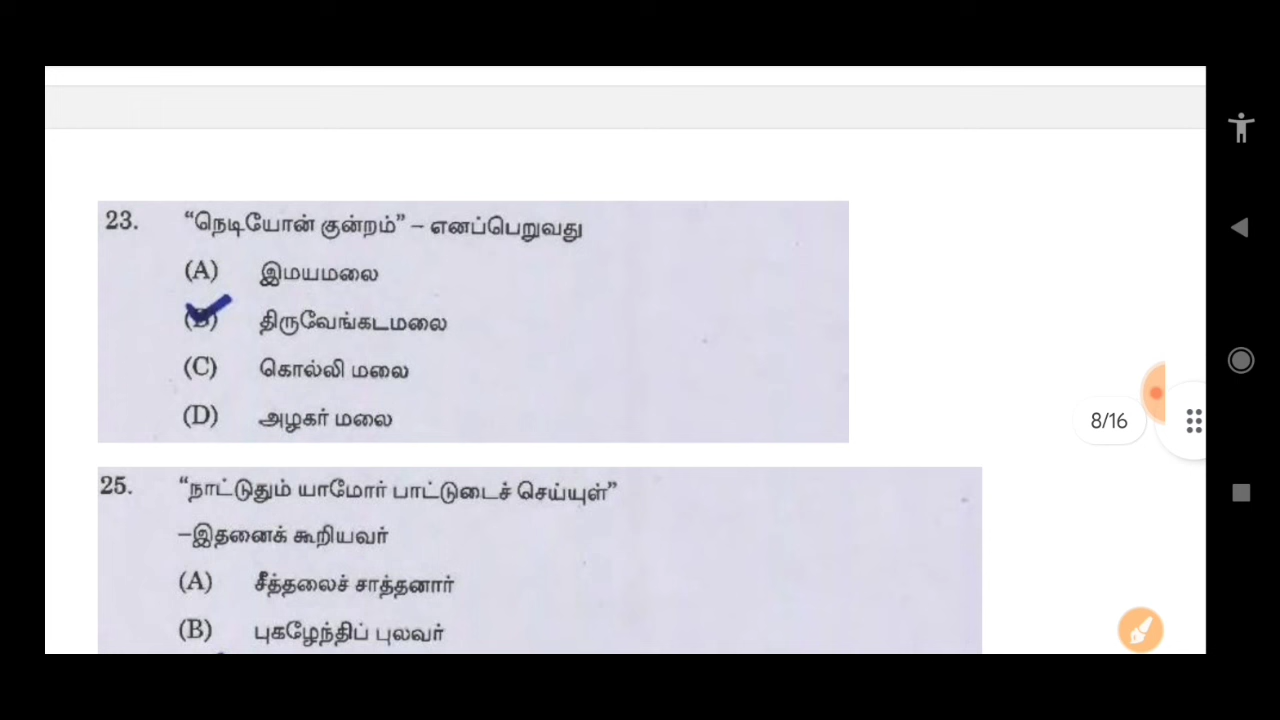 23. “நெடியோன் குன்றம்” – எனப்பெறுவது
(A) இமயமலை
(B) திருவேங்கடமலை
(C) கொல்லி மலை
(D) அழகர் மலை
8/16
25. “நாட்டுதும் யாமோர் பாட்டுடைச் செய்யுள்”
–இதனைக் கூறியவர்
(A) சீத்தலைச் சாத்தனார்
(B) புகழேந்திப் புலவர்